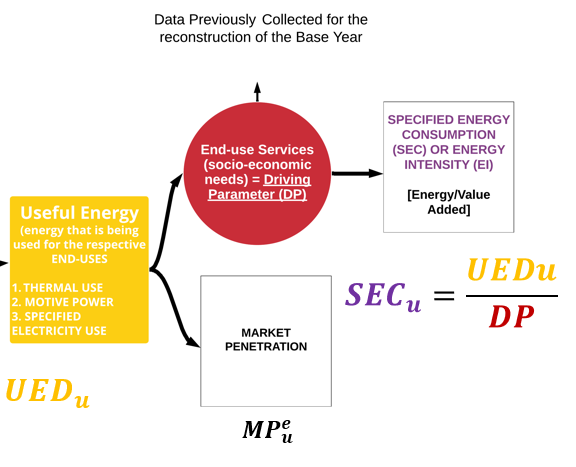 Data Previously Collected for the
reconstruction of the Base Year
End-use Services
(socio-economic
needs) = Driving
Parameter (DP)
SPECIFIED ENERGY
CONSUMPTION
(SEC) OR ENERGY
INTENSITY (EI)
[Energy/Value
Added]
Useful Energy
(energy that is being
used for the respective
END-USES
1. THERMAL USE
2. MOTIVE POWER
3. SPECIFIED
ELECTRICITY USE
UED_u
MARKET
PENETRATION
MP_u^e
SEC_u = UEDu / DP